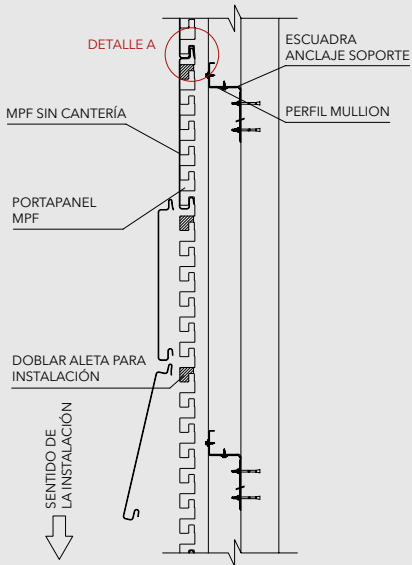 DETALLE A
ESCUADRA
ANCLAJE SOPORTE
MPF SIN CANTERÍA
PERFIL MULLION
PORTAPANEL
MPF
DOBLAR ALETA PARA
INSTALACIÓN
SENTIDO DE
LA INSTALACIÓN